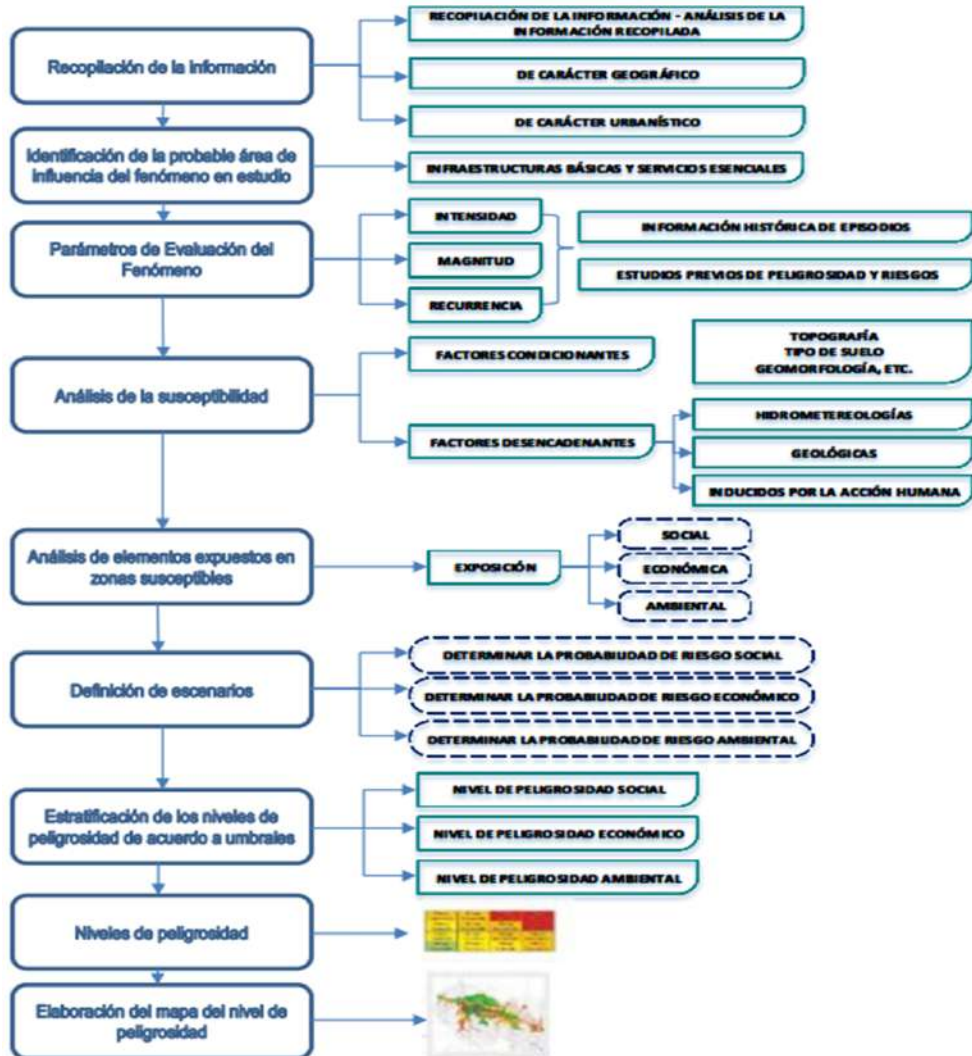 RECOPILACIÓN DE LA INFORMACIÓN - ANÁLISIS DE LA
INFORMACIÓN RECOPILADA
Recopilación de la información
DE CARÁCTER GEOGRÁFICO
DE CARÁCTER URBANÍSTICO
Identificación de la probable área de
influencia del fenómeno en estudio
INFRAESTRUCTURAS BÁSICAS Y SERVICIOS ESENCIALES
Parámetros de Evaluación del
Fenómeno
INTENSIDAD
MAGNITUD
RECURRENCIA
INFORMACIÓN HISTÓRICA DE EPISODIOS
ESTUDIOS PREVIOS DE PELIGROSIDAD Y RIESGOS
Análisis de la susceptibilidad
FACTORES CONDICIONANTES
TOPOGRAFÍA
TIPO DE SUELO
GEOMORFOLOGÍA, ETC.
FACTORES DESENCADENANTES
HIDROMETEREOLOGÍAS
GEOLÓGICAS
INDUCIDOS POR LA ACCIÓN HUMANA
Análisis de elementos expuestos en
zonas susceptibles
EXPOSICIÓN
SOCIAL
ECONÓMICA
AMBIENTAL
Definición de escenarios
DETERMINAR LA PROBABILIDAD DE RIESGO SOCIAL
DETERMINAR LA PROBABILIDAD DE RIESGO ECONÓMICO
DETERMINAR LA PROBABILIDAD DE RIESGO AMBIENTAL
Estratificación de los niveles de
peligrosidad de acuerdo a umbrales
NIVEL DE PELIGROSIDAD SOCIAL
NIVEL DE PELIGROSIDAD ECONÓMICO
NIVEL DE PELIGROSIDAD AMBIENTAL
Niveles de peligrosidad
Elaboración del mapa del nivel de
peligrosidad